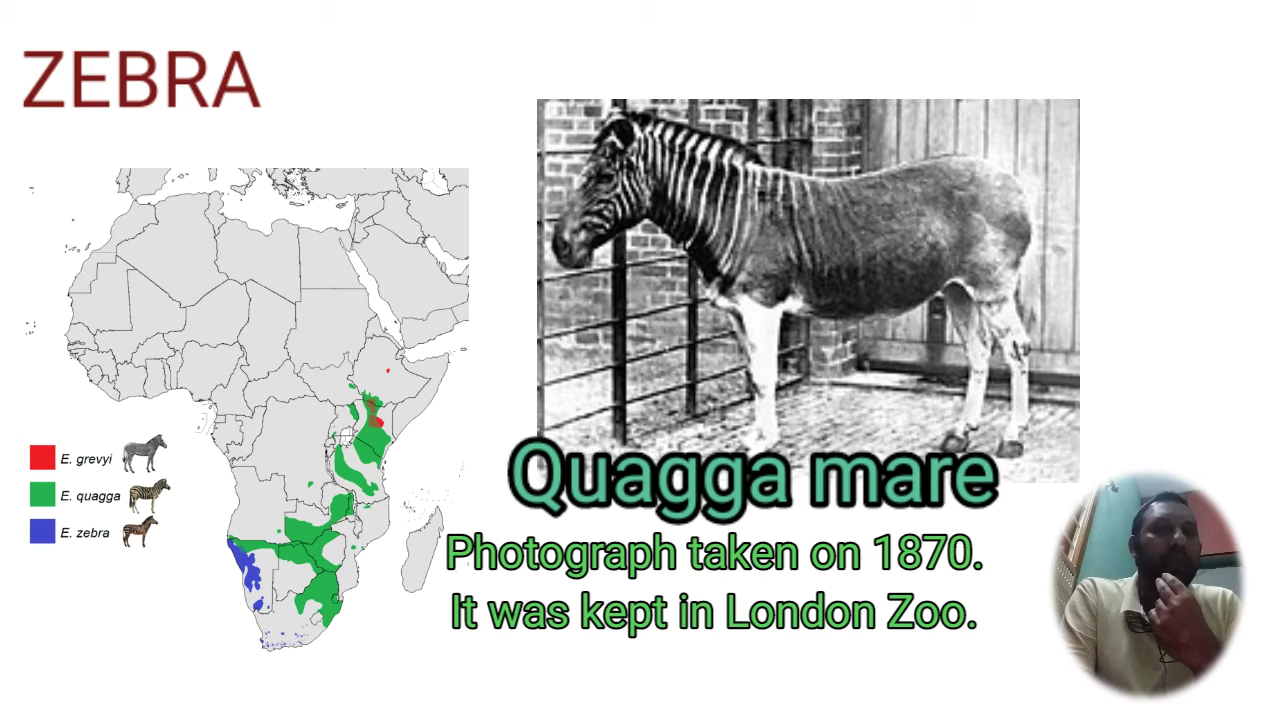 ZEBRA
E. grevyi
E. quagga
E. zebra
Quagga mare
Photograph taken on 1870.
It was kept in London Zoo.